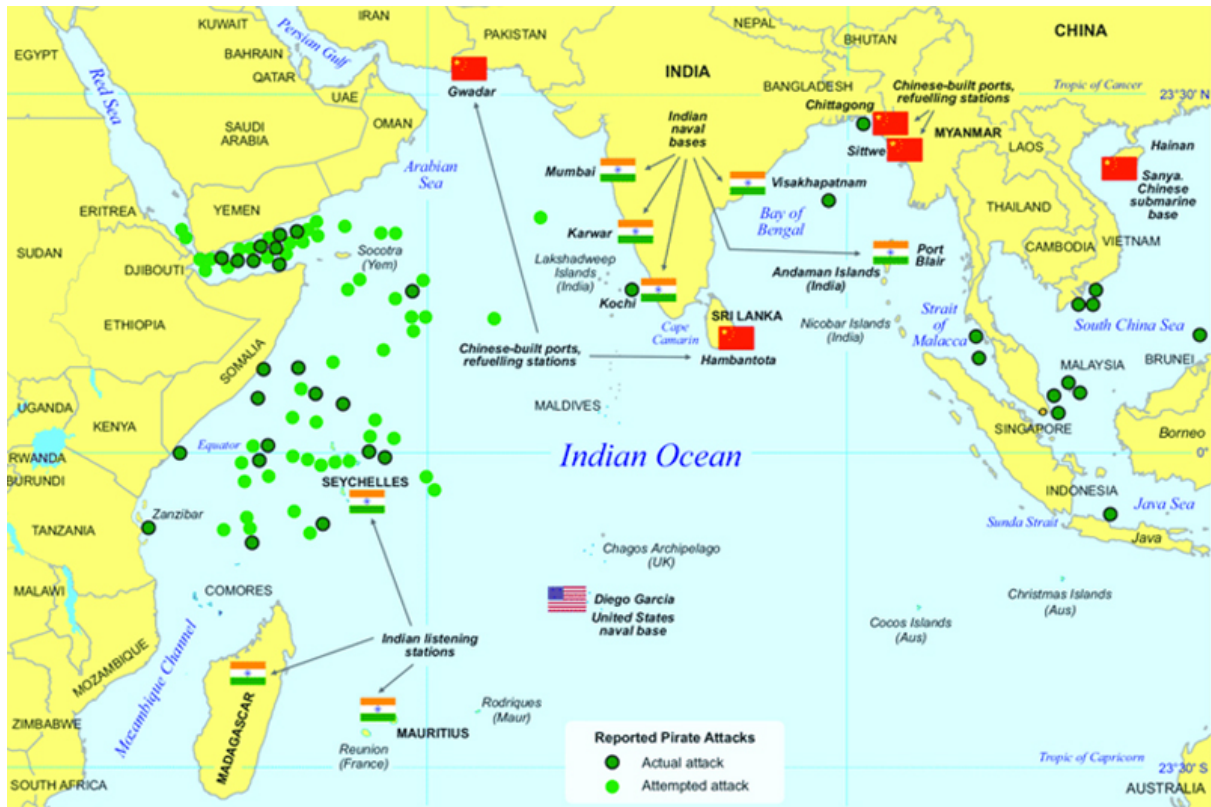 IRAN
KUWAIT
PAKISTAN
NEPAL
BHUTAN
CHINA
EGYPT
Persian Gulf
BAHRAIN
QATAR
UAE
Gwadar
INDIA
BANGLADESH
Chittagong
Chinese-built ports,
refuelling stations
Tropic of Cancer
23°30' N
Red Sea
SAUDI
ARABIA
OMAN
Indian
naval
bases
MYANMAR
LAOS
Hainan
Sittwe
Sanya.
Chinese
submarine
base
Arabian
Sea
Mumbai
Visakhapatnam
ERITREA
YEMEN
THAILAND
SUDAN
Karwar
Bay of
Bengal
VIETNAM
CAMBODIA
DJIBOUTI
Socotra
(Yem)
Lakshadweep
Islands
(India)
Port
Blair
Andaman Islands
(India)
Kochi
ETHIOPIA
Cape
Camarin
SRI LANKA
Nicobar Islands
(India)
Strait
of
Malacca
South China Sea
SOMALIA
Chinese-built ports,
refuelling stations
Hambantota
BRUNEI
MALAYSIA
MALDIVES
UGANDA
KENYA
SINGAPORE
Borneo
Equator
Indian Ocean
0°
RWANDA
BURUNDI
SEYCHELLES
INDONESIA
Java Sea
TANZANIA
Zanzibar
Sunda Strait
Java
Chagos Archipelago
(UK)
MALAWI
COMORES
Diego Garcia
United States
naval base
Christmas Islands
(Aus)
Cocos Islands
(Aus)
Indian listening
stations
MOZAMBIQUE
Mozambique Channel
ZIMBABWE
MADAGASCAR
Rodriques
(Maur)
MAURITIUS
Reunion
(France)
Reported Pirate Attacks
Actual attack
Attempted attack
Tropic of Capricorn
23°30' S
SOUTH AFRICA
AUSTRALIA